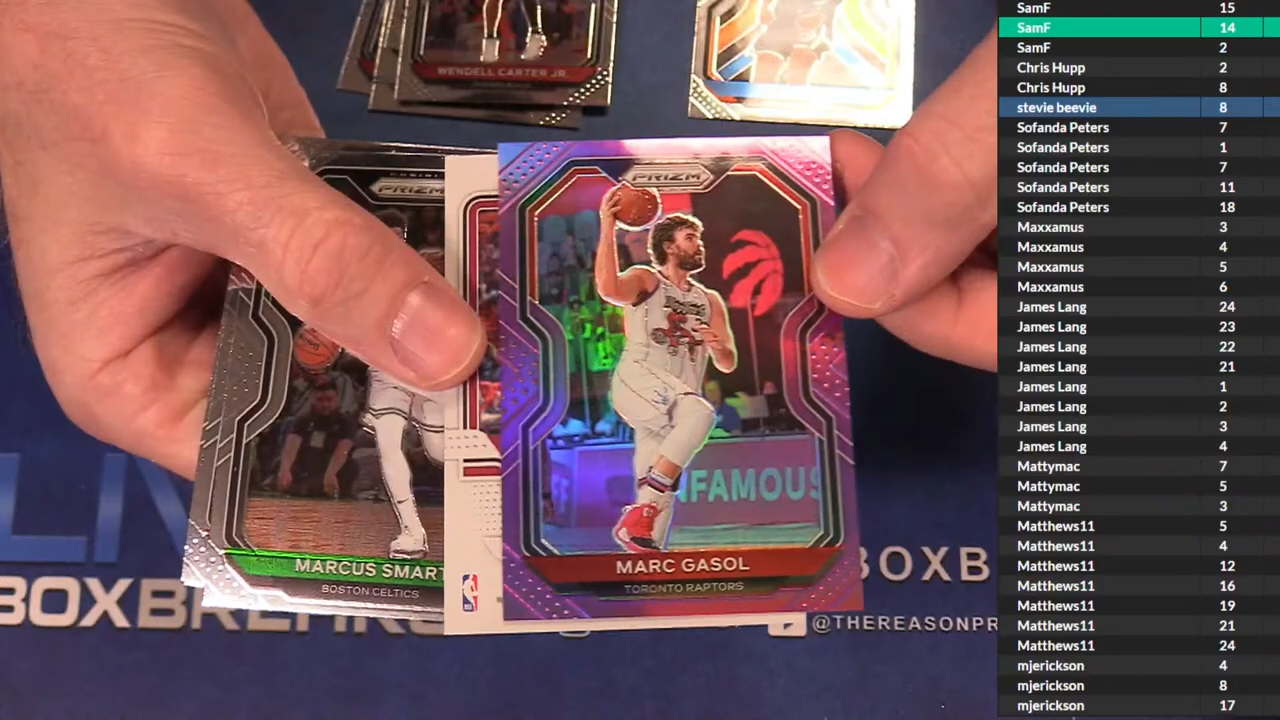 WENDELL CARTER JR.
PRIZM
PRIZM
INFAMOUS
MARCUS SMART
BOSTON CELTICS
MARC GASOL
TORONTO RAPTORS
LIV
BOXBREAKS
BOXB
@THEREASONPR
SamF 15
SamF 14
SamF 2
Chris Hupp 2
Chris Hupp 8
stevie beevie 8
Sofanda Peters 7
Sofanda Peters 1
Sofanda Peters 7
Sofanda Peters 11
Sofanda Peters 18
Maxxamus 3
Maxxamus 4
Maxxamus 5
Maxxamus 6
James Lang 24
James Lang 23
James Lang 22
James Lang 21
James Lang 1
James Lang 2
James Lang 3
James Lang 4
Mattymac 7
Mattymac 5
Mattymac 3
Matthews11 5
Matthews11 4
Matthews11 12
Matthews11 16
Matthews11 19
Matthews11 21
Matthews11 24
mjerickson 4
mjerickson 8
mjerickson 17